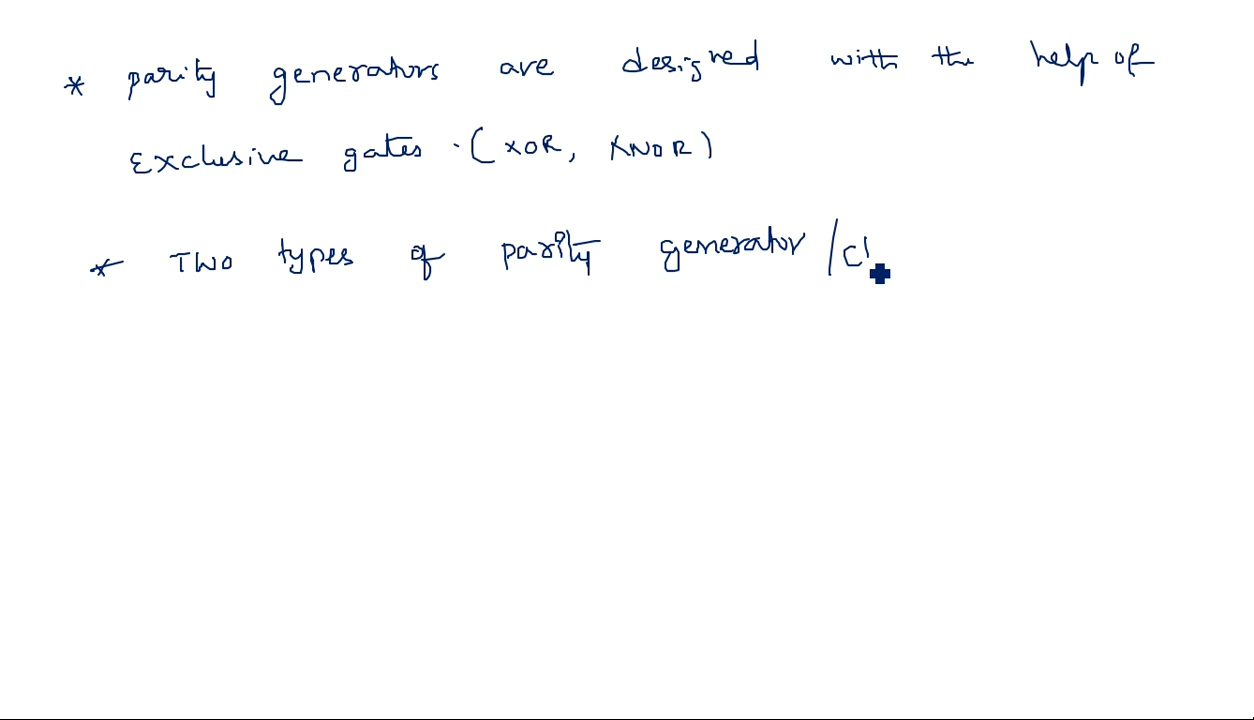 * parity generators are designed with the help of
Exclusive gates. (XOR, XNOR)
* Two types of parity generator /